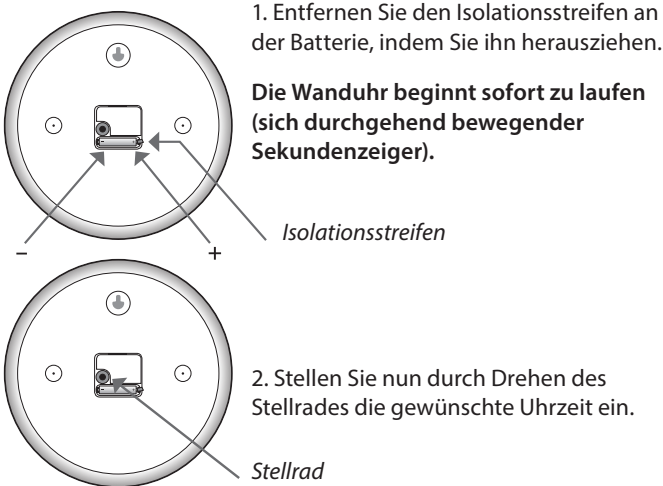 1. Entfernen Sie den Isolationsstreifen an
der Batterie, indem Sie ihn herausziehen.
Die Wanduhr beginnt sofort zu laufen
(sich durchgehend bewegender
Sekundenzeiger).
Isolationsstreifen
– +
2. Stellen Sie nun durch Drehen des
Stellrades die gewünschte Uhrzeit ein.
Stellrad